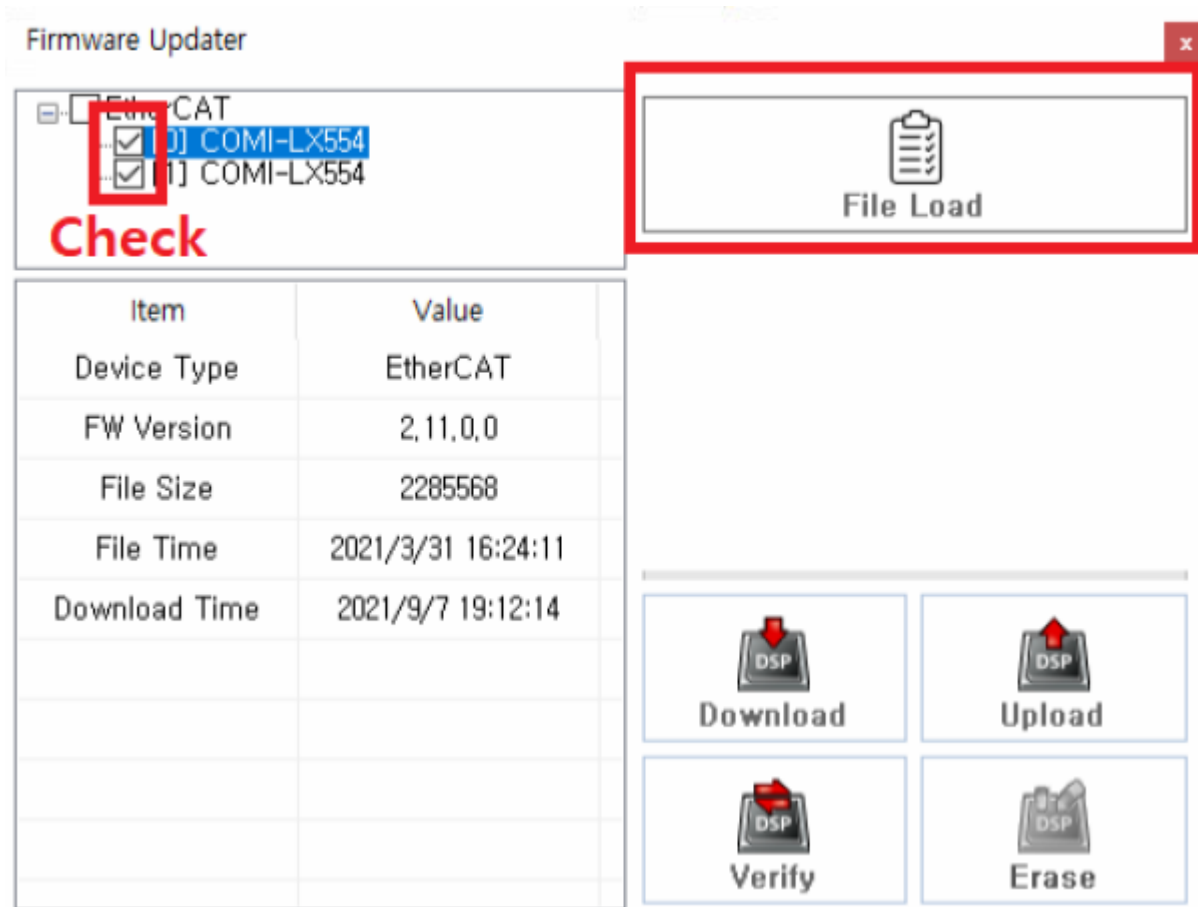 Firmware Updater
x
EtherCAT
[0] COMI-LX554
[1] COMI-LX554
Check
File Load
Item Value
Device Type EtherCAT
FW Version 2,11,0,0
File Size 2285568
File Time 2021/3/31 16:24:11
Download Time 2021/9/7 19:12:14
DSP
Download
DSP
Upload
DSP
Verify
DSP
Erase